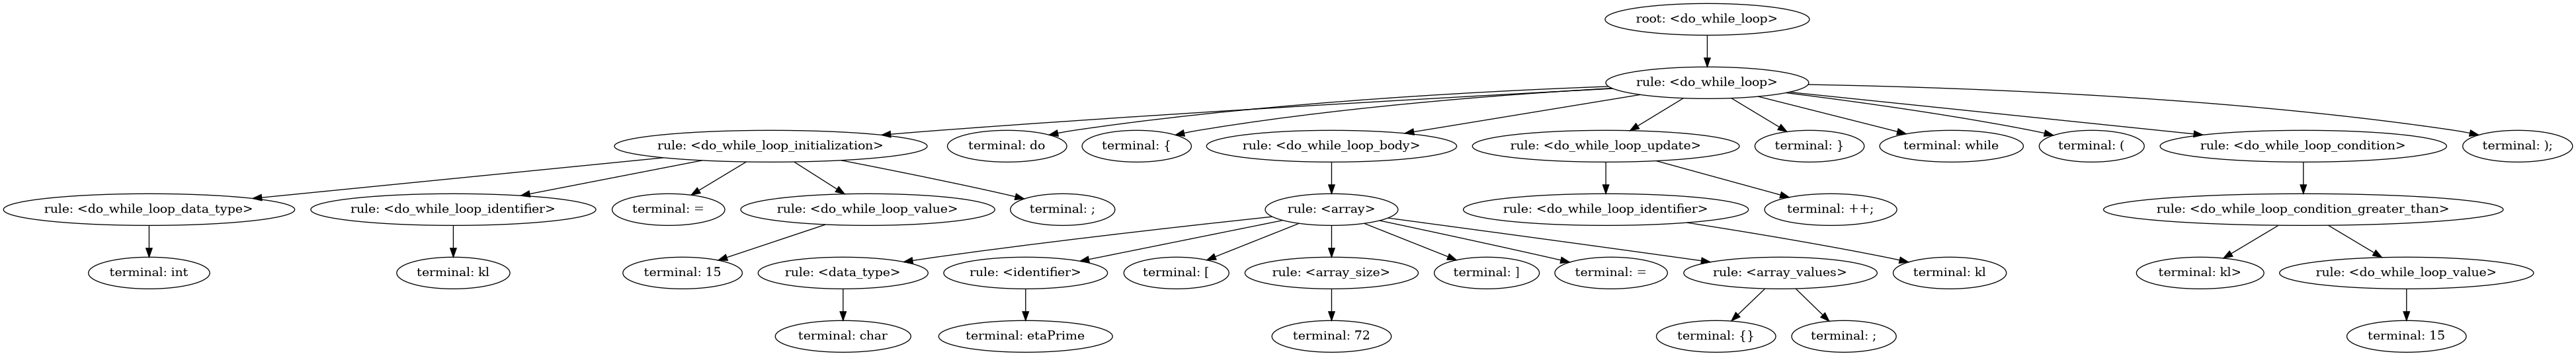 root: <do_while_loop>
rule: <do_while_loop>
rule: <do_while_loop_initialization>
terminal: do
terminal: {
rule: <do_while_loop_body>
rule: <do_while_loop_update>
terminal: }
terminal: while
terminal: (
rule: <do_while_loop_condition>
terminal: );
rule: <do_while_loop_data_type>
rule: <do_while_loop_identifier>
terminal: =
rule: <do_while_loop_value>
terminal: ;
rule: <array>
rule: <do_while_loop_identifier>
terminal: ++;
rule: <do_while_loop_condition_greater_than>
terminal: int
terminal: kl
terminal: 15
rule: <data_type>
rule: <identifier>
terminal: [
rule: <array_size>
terminal: ]
terminal: =
rule: <array_values>
terminal: kl
terminal: kl>
rule: <do_while_loop_value>
terminal: char
terminal: etaPrime
terminal: 72
terminal: {}
terminal: ;
terminal: 15